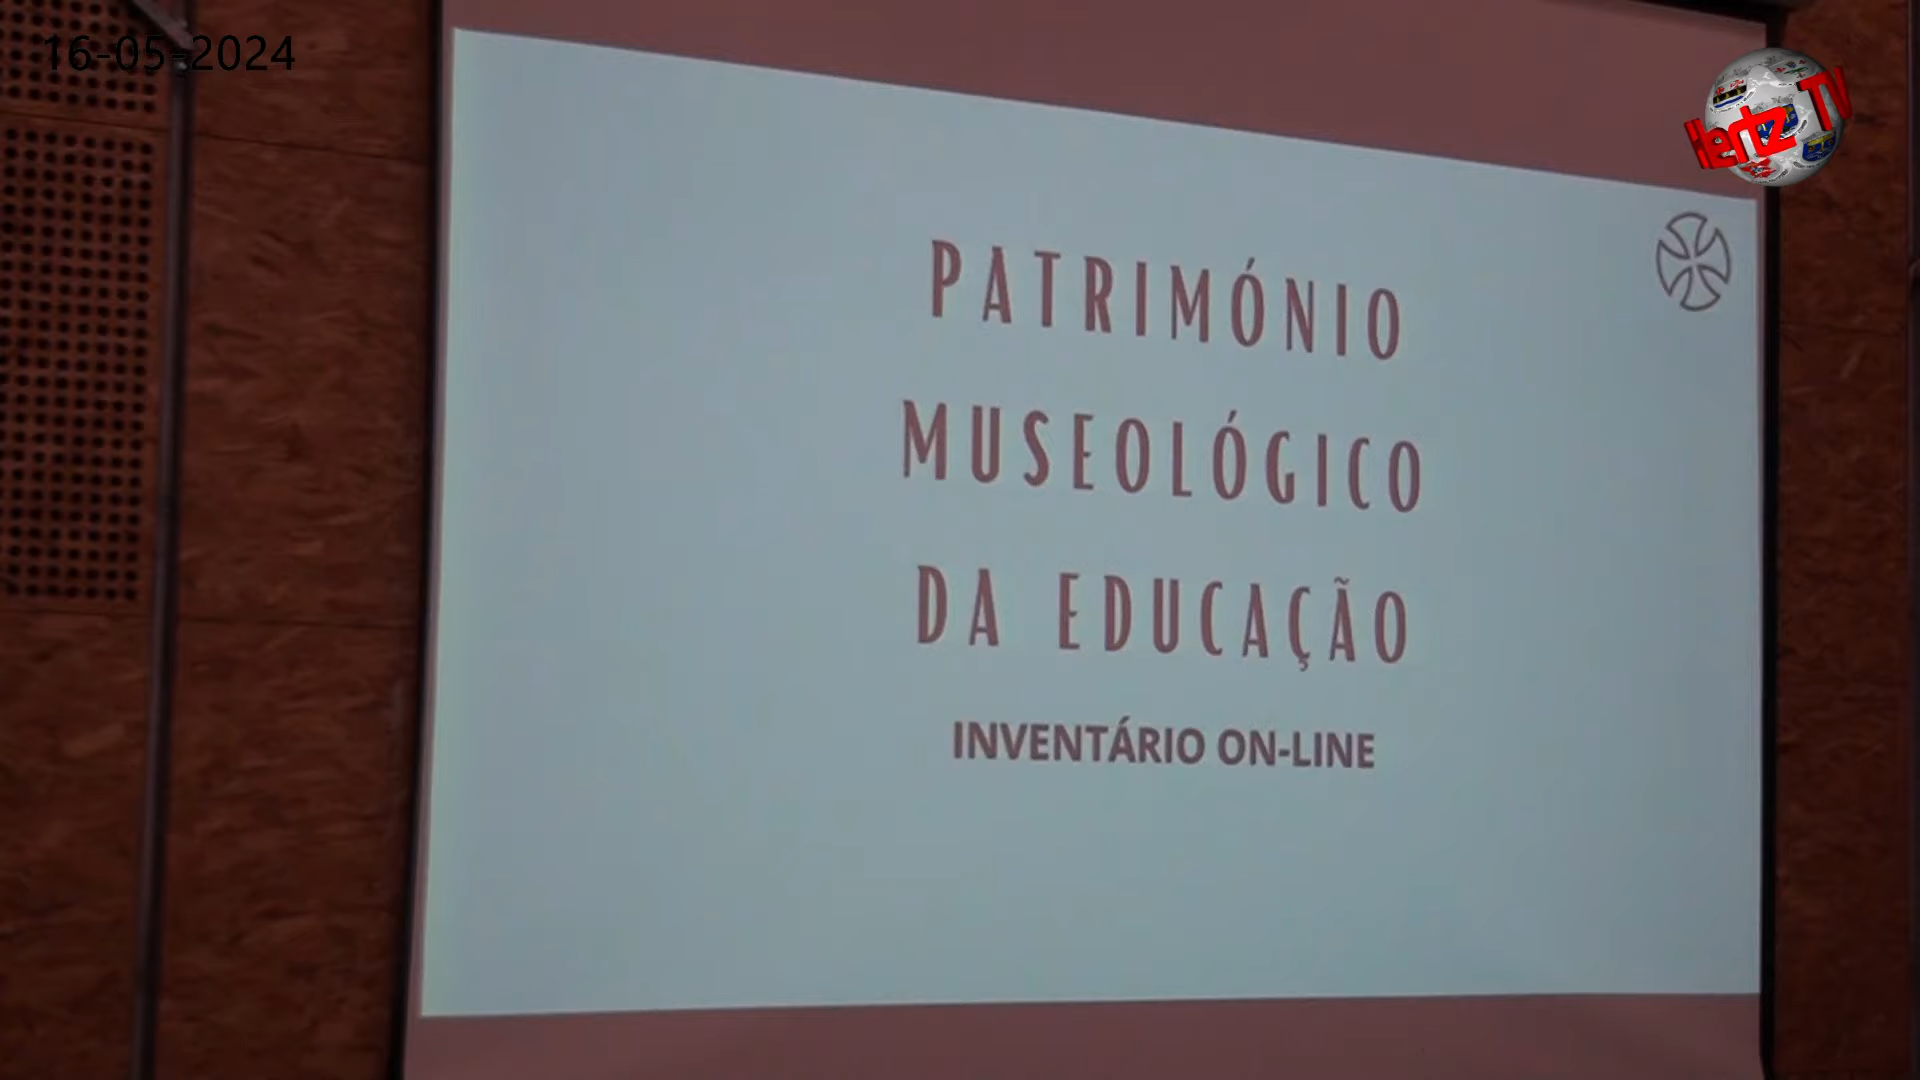 16-05-2024
Hertz TV
PATRIMÓNIO
MUSEOLÓGICO
DA EDUCAÇÃO
INVENTÁRIO ON-LINE